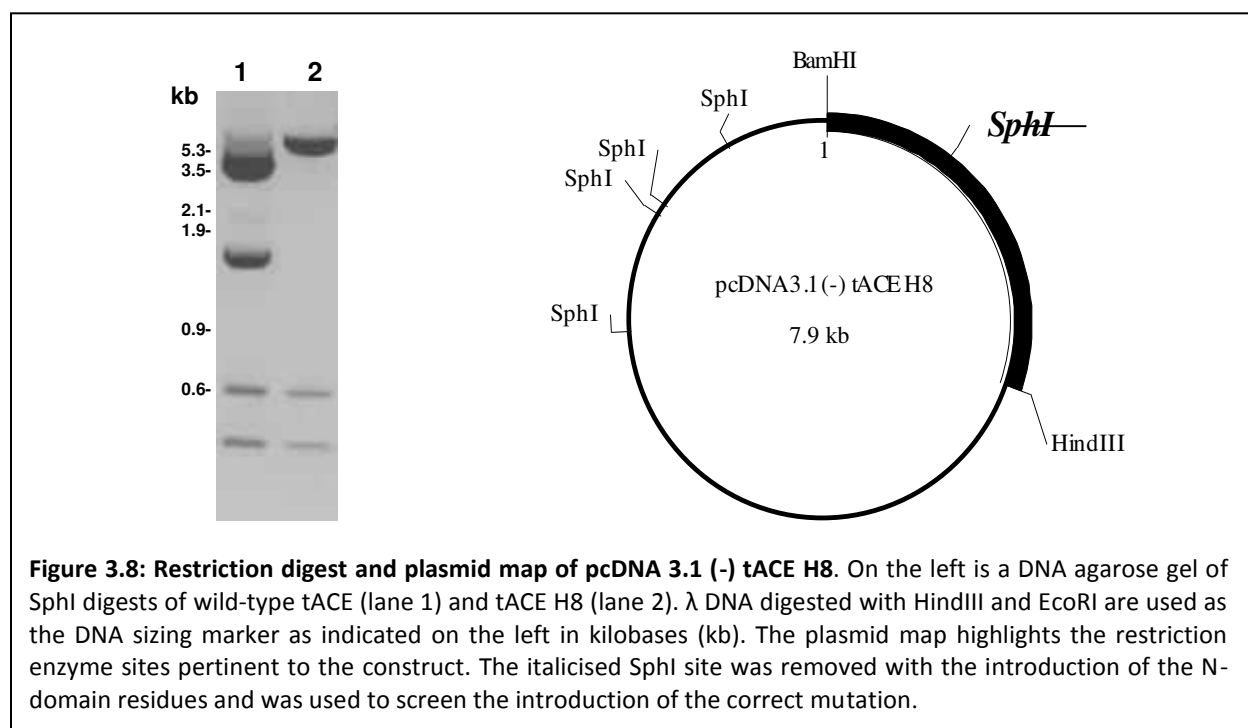 1 2
kb
5.3-
3.5-
2.1-
1.9-
0.9-
0.6-
BamHI
SphI
SphI
SphI
SphI
SphI
1
pcDNA3.1 (-) tACE H8
7.9 kb
HindIII
Figure 3.8: Restriction digest and plasmid map of pcDNA 3.1 (-) tACE H8. On the left is a DNA agarose gel of
SphI digests of wild-type tACE (lane 1) and tACE H8 (lane 2). λ DNA digested with HindIII and EcoRI are used as
the DNA sizing marker as indicated on the left in kilobases (kb). The plasmid map highlights the restriction
enzyme sites pertinent to the construct. The italicised SphI site was removed with the introduction of the N-
domain residues and was used to screen the introduction of the correct mutation.